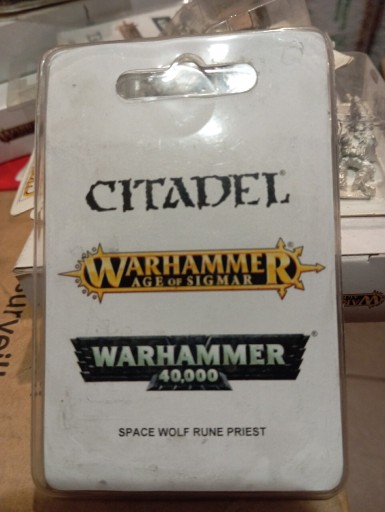 CITADEL®
WARHAMMER®
AGE OF SIGMAR
WARHAMMER®
40,000
SPACE WOLF RUNE PRIEST